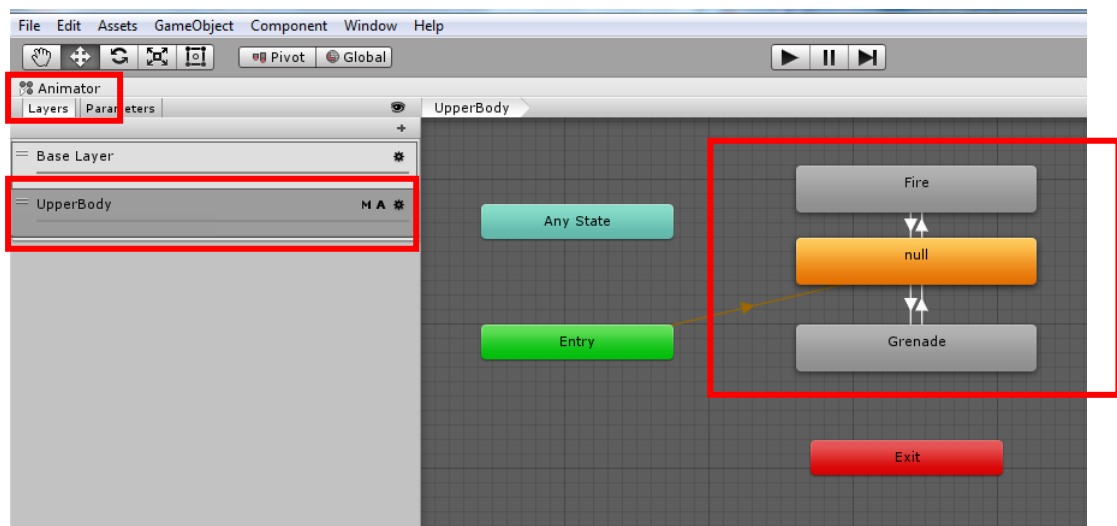 File Edit Assets GameObject Component Window Help
Pivot Global
Animator
Layers Parameters
UpperBody
+
Base Layer
UpperBody M A
Any State
Entry
Fire
null
Grenade
Exit